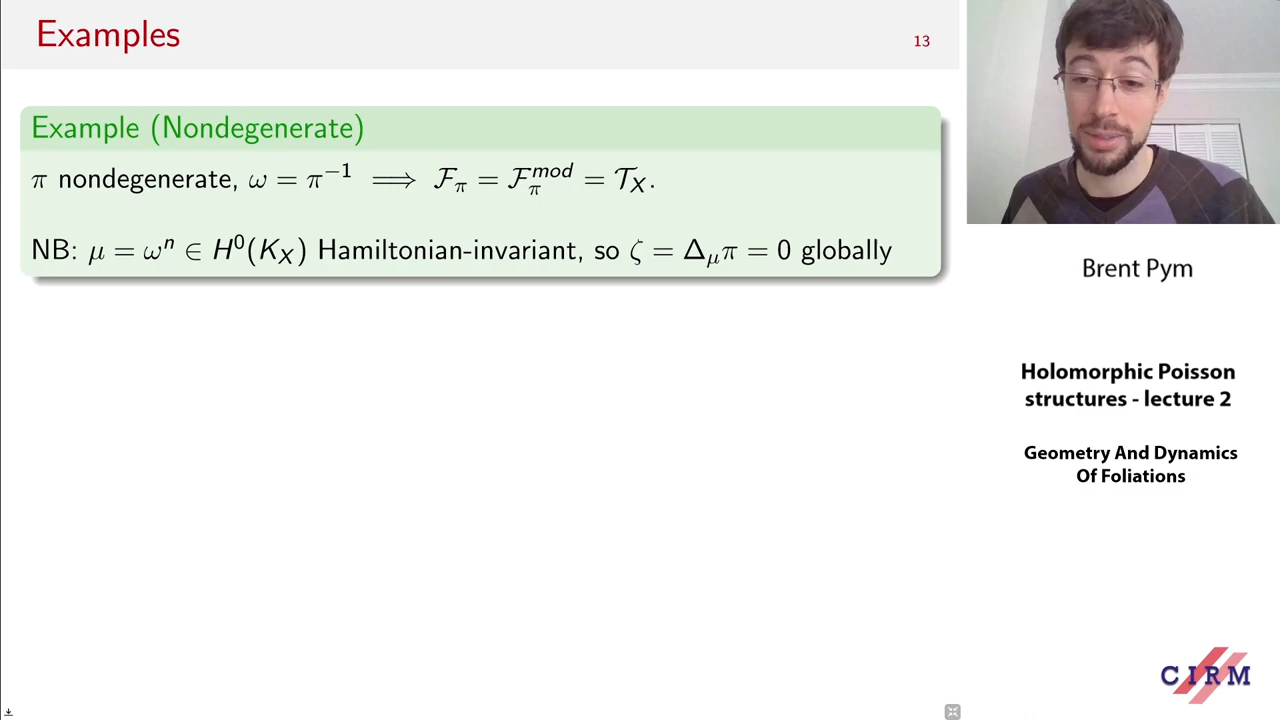 Examples
13
Example (Nondegenerate)
π nondegenerate, ω = π⁻¹ ⟹ 𝓕_π = 𝓕_π^{mod} = 𝓣_X.
NB: μ = ωⁿ ∈ H⁰(K_X) Hamiltonian-invariant, so ζ = Δ_μ π = 0 globally
Brent Pym
Holomorphic Poisson
structures - lecture 2
Geometry And Dynamics
Of Foliations
CIRM